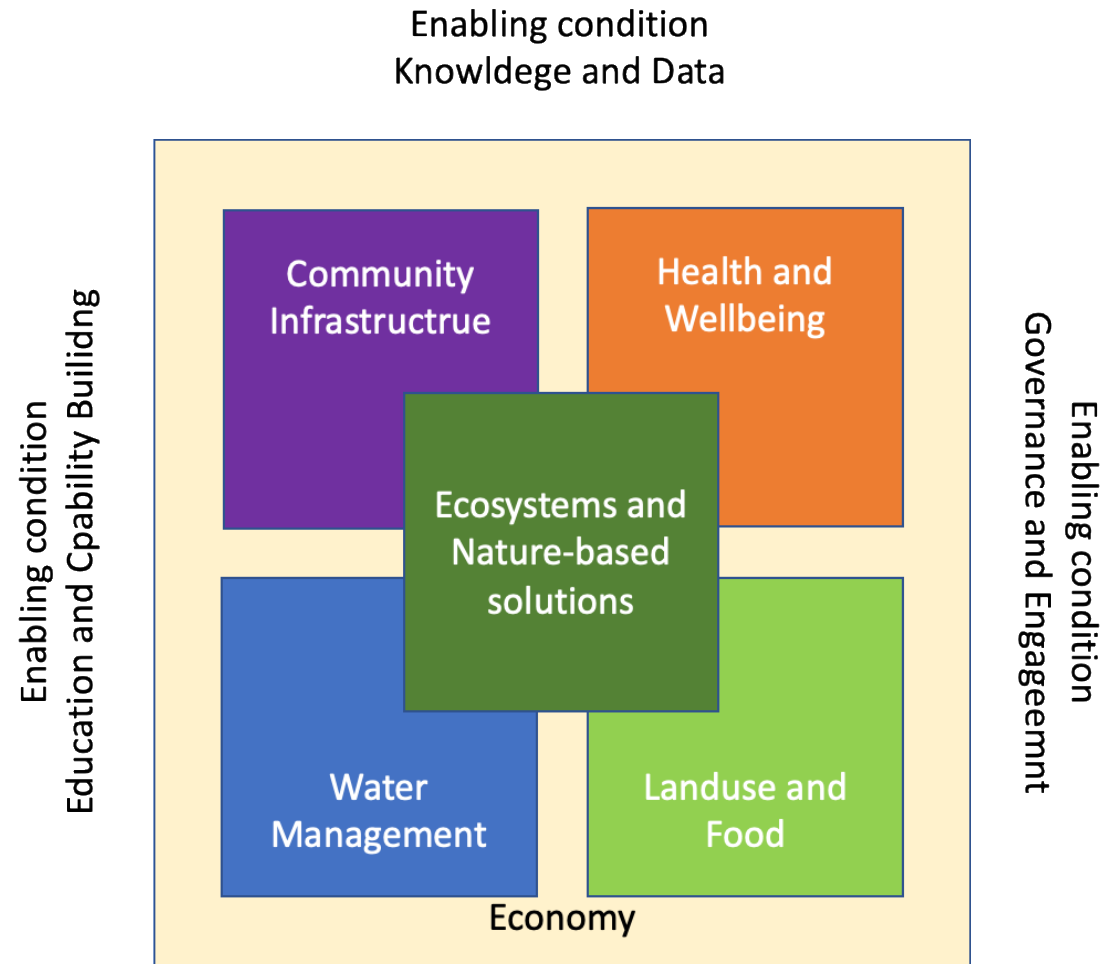 Enabling condition
Knowldege and Data
Community
Infrastructrue
Health and
Wellbeing
Enabling condition
Education and Cpability Builidng
Ecosystems and
Nature-based
solutions
Enabling condition
Governance and Engageemnt
Water
Management
Landuse and
Food
Economy